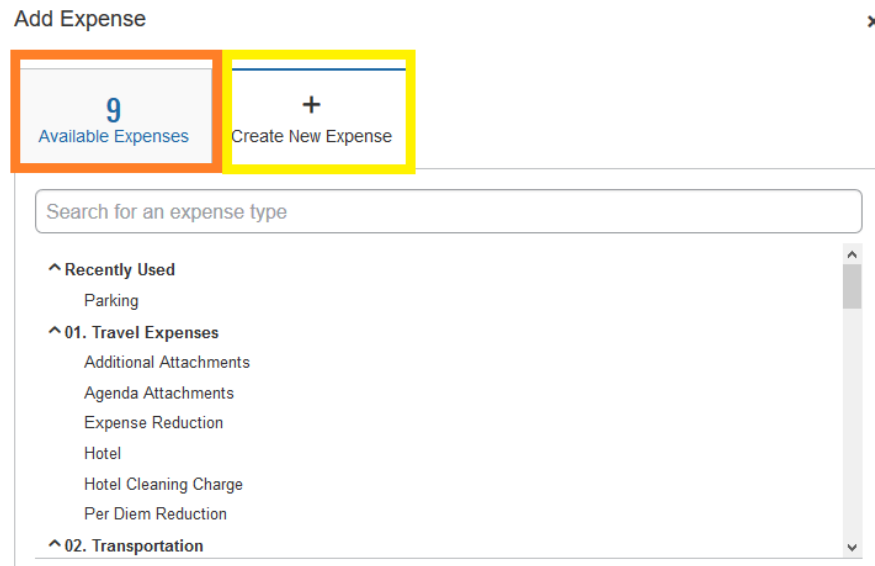 Add Expense
9
Available Expenses
+
Create New Expense
Search for an expense type
Recently Used
Parking
01. Travel Expenses
Additional Attachments
Agenda Attachments
Expense Reduction
Hotel
Hotel Cleaning Charge
Per Diem Reduction
02. Transportation